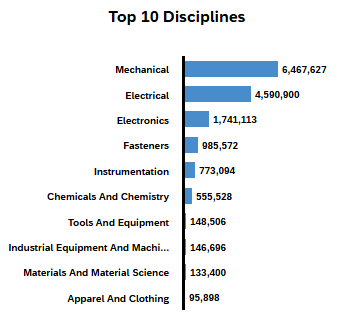 Top 10 Disciplines
Mechanical 6,467,627
Electrical 4,590,900
Electronics 1,741,113
Fasteners 985,572
Instrumentation 773,094
Chemicals And Chemistry 555,528
Tools And Equipment 148,506
Industrial Equipment And Machi... 146,696
Materials And Material Science 133,400
Apparel And Clothing 95,898